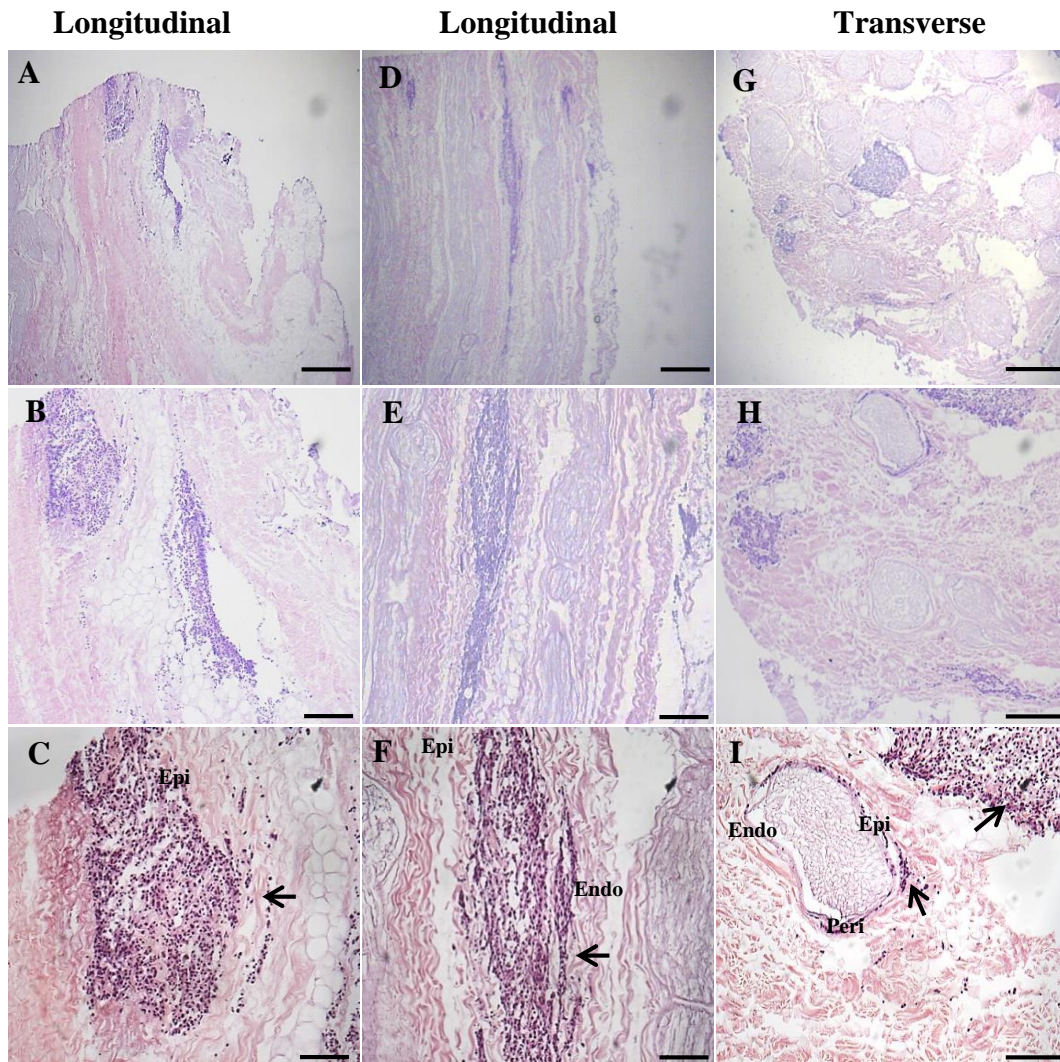 Longitudinal Longitudinal Transverse
A D G
B E H
C Epi F Epi I
Endo Epi
Endo
Peri